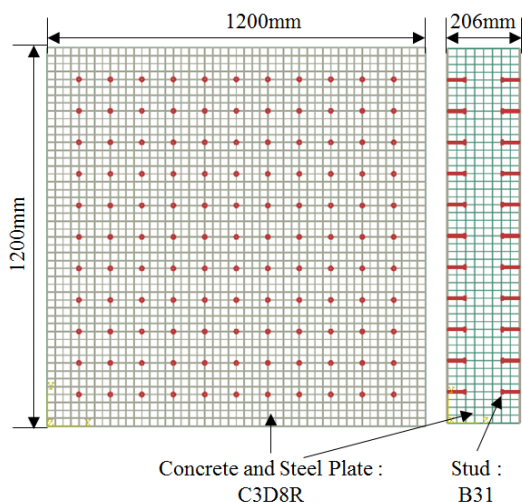 1200mm
206mm
1200mm
Concrete and Steel Plate :
C3D8R
Stud :
B31